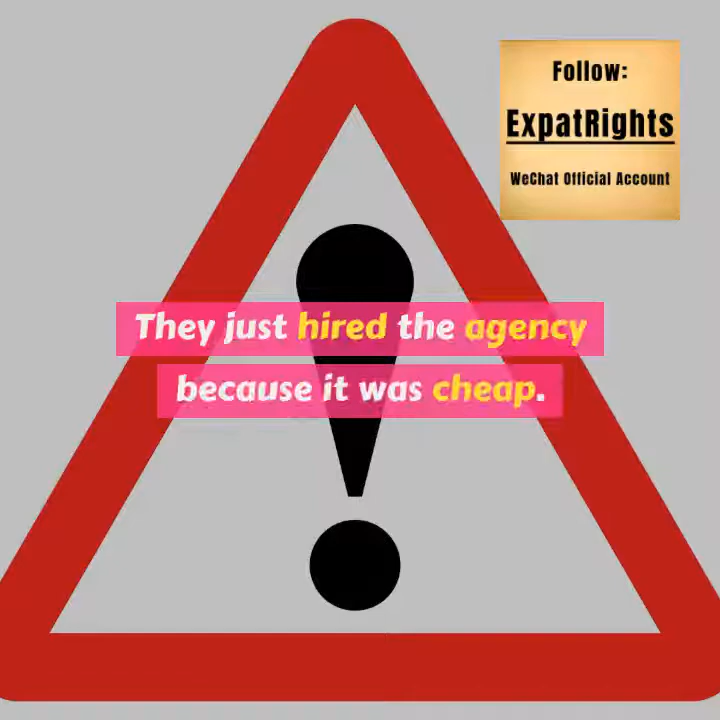 Follow:
ExpatRights
WeChat Official Account
They just hired the agency
because it was cheap.